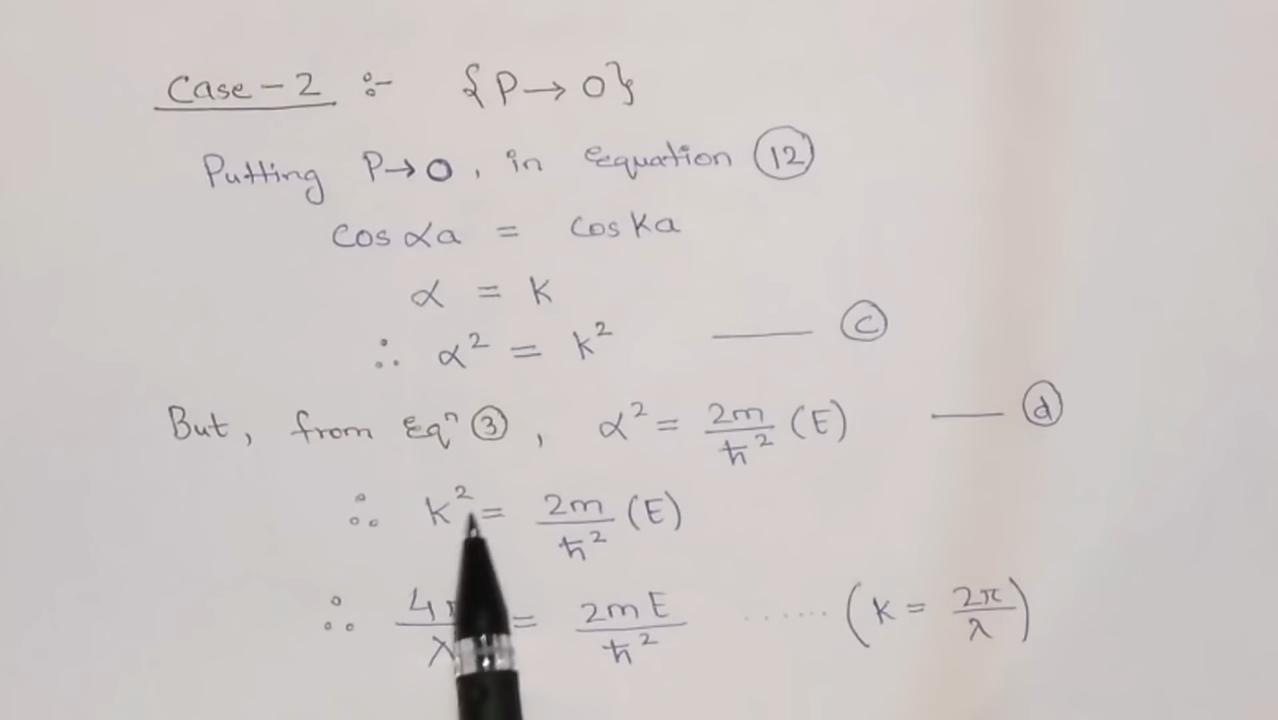 Case-2 :- {P→0}
Putting P→0, in Equation (12)
cos αa = cos Ka
α = K
∴ α² = k² —— (c)
But, from Eqⁿ (3), α² = 2m/ħ² (E) —— (d)
∴ k² = 2m/ħ² (E)
∴ 4 / λ = 2mE/ħ² ...... (K = 2π/λ)